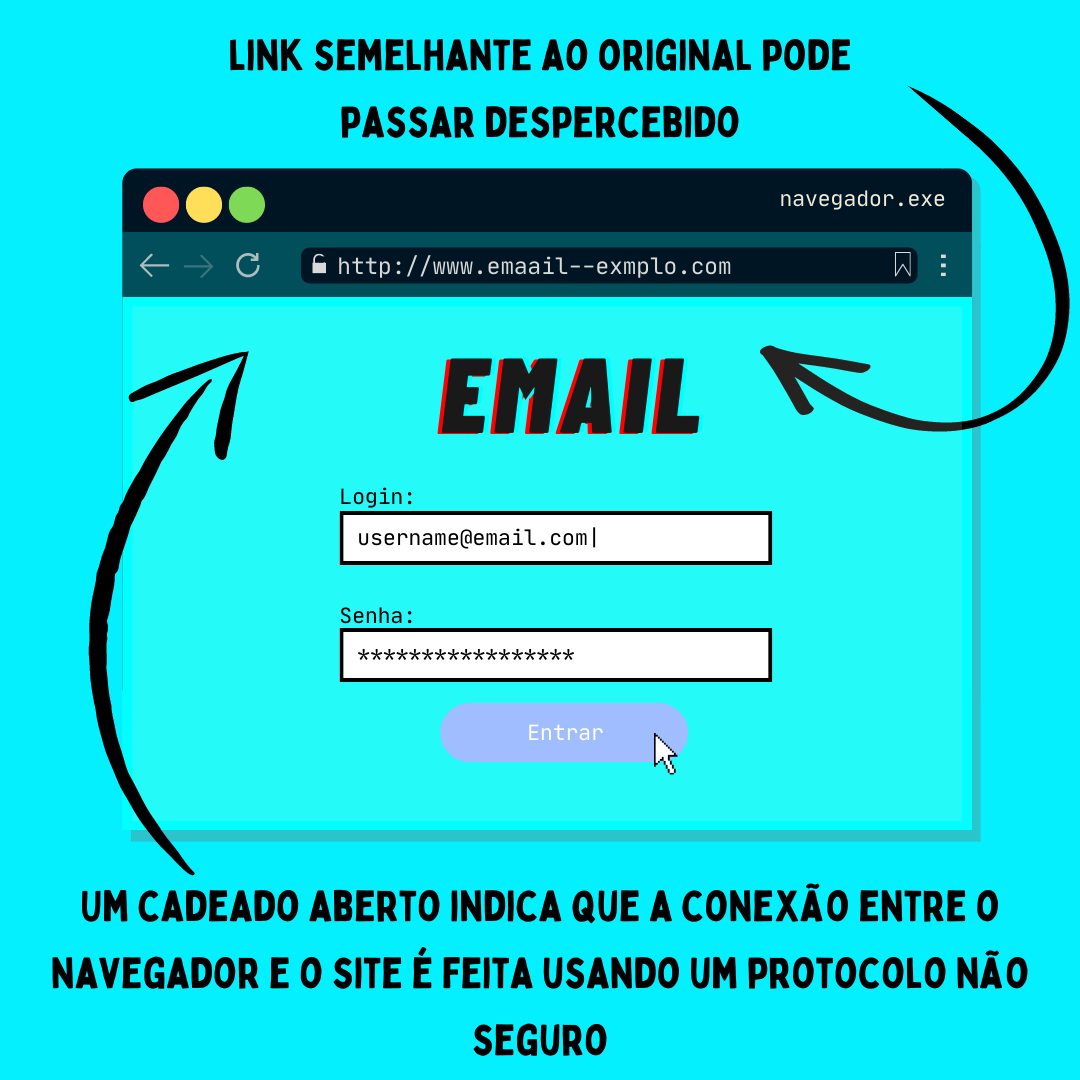 LINK SEMELHANTE AO ORIGINAL PODE
PASSAR DESPERCEBIDO
navegador.exe
http://www.emaail--exmplo.com
EMAIL
Login:
username@email.com|
Senha:
*****************
Entrar
UM CADEADO ABERTO INDICA QUE A CONEXÃO ENTRE O
NAVEGADOR E O SITE É FEITA USANDO UM PROTOCOLO NÃO
SEGURO